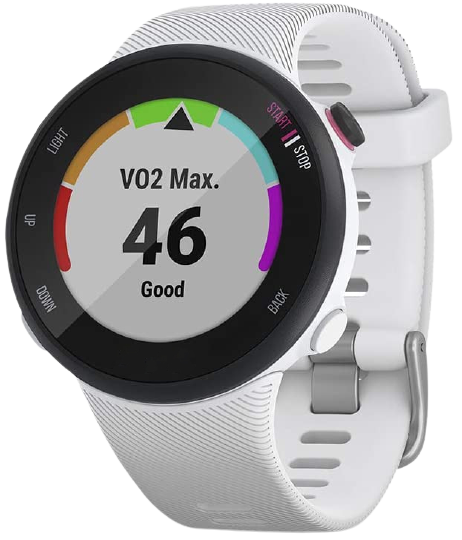 LIGHT
START
STOP
UP
VO2 Max.
46
Good
DOWN
BACK